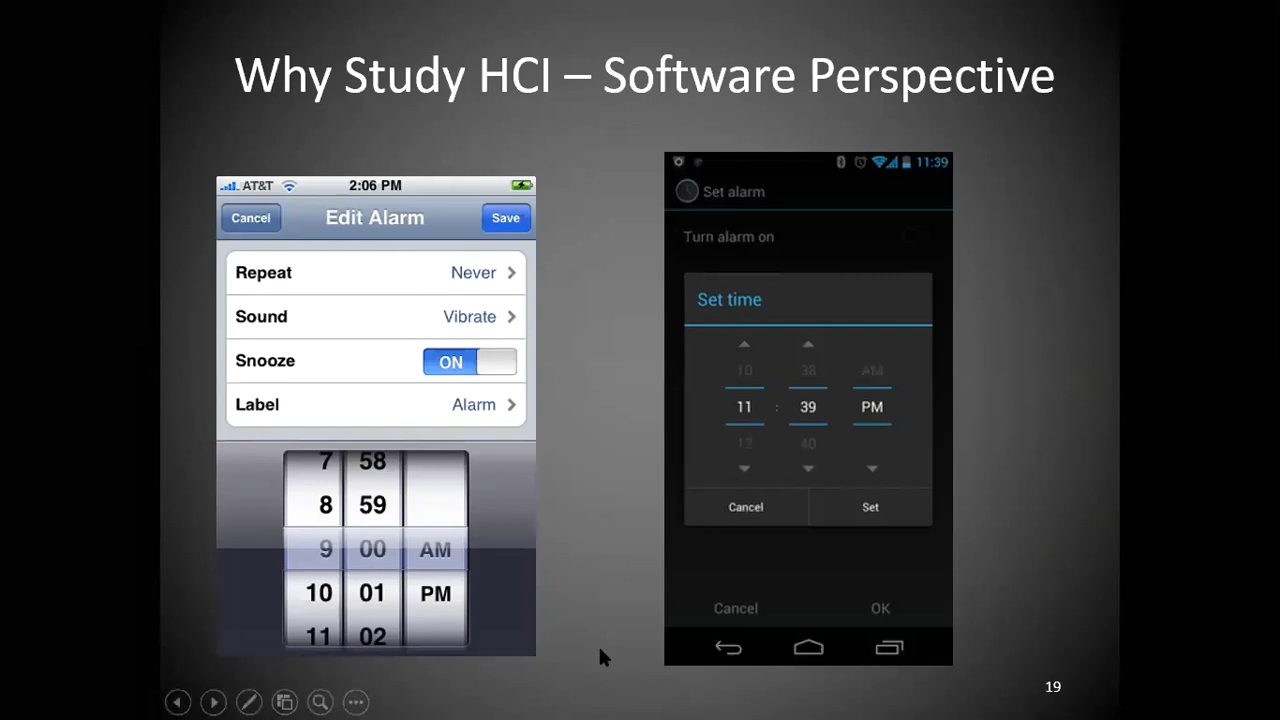 Why Study HCI – Software Perspective
AT&T 2:06 PM
Cancel Edit Alarm Save
Repeat Never
Sound Vibrate
Snooze ON
Label Alarm
7 58
8 59
9 00 AM
10 01 PM
11 02
11:39
Set alarm
Turn alarm on
Set time
10 38 AM
11 : 39 PM
12 40
Cancel Set
Cancel OK
19